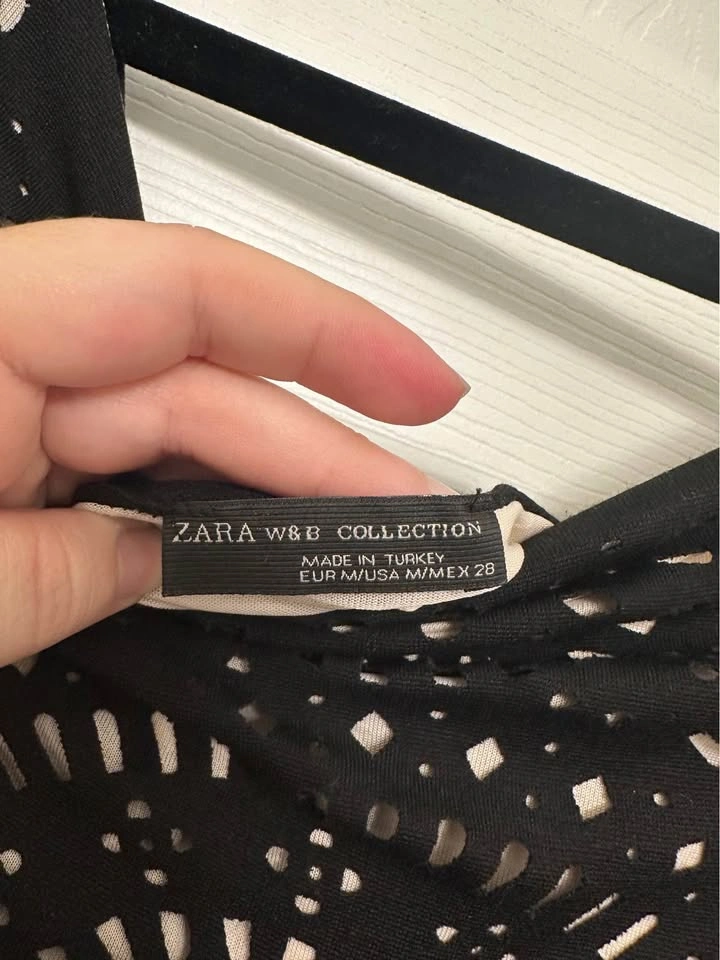 ZARA W&B COLLECTION
MADE IN TURKEY
EUR M/USA M/MEX 28